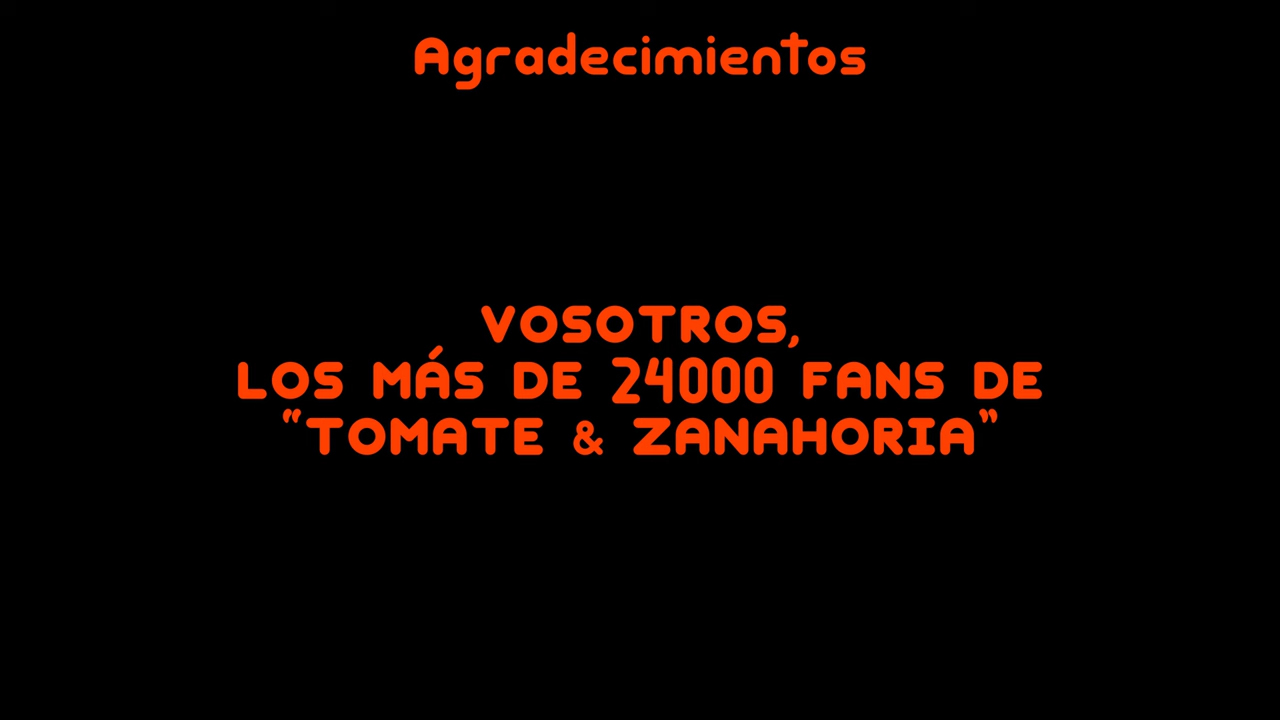 Agradecimientos
VOSOTROS,
LOS MÁS DE 24000 FANS DE
"TOMATE & ZANAHORIA"